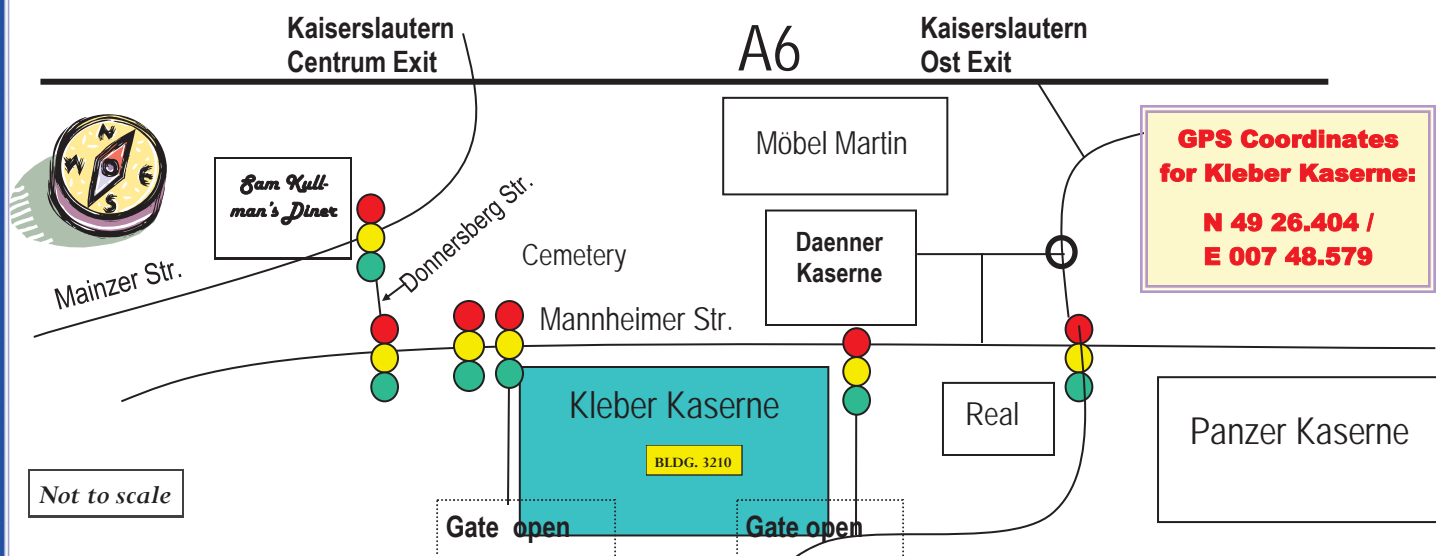 Kaiserslautern
Centrum Exit
A6
Kaiserslautern
Ost Exit
N
W
E
S
Sam Kull-
man's Diner
Möbel Martin
GPS Coordinates
for Kleber Kaserne:
N 49 26.404 /
E 007 48.579
Mainzer Str.
Donnersberg Str.
Cemetery
Daenner
Kaserne
Mannheimer Str.
Kleber Kaserne
BLDG. 3210
Real
Panzer Kaserne
Not to scale
Gate open
Gate open